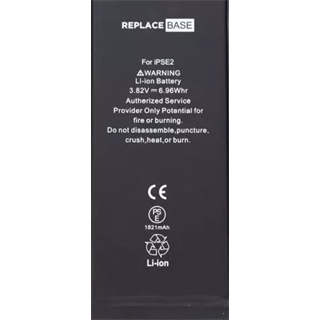 REPLACE BASE
For iPSE2
⚠WARNING
Li-ion Battery
3.82V⎓6.96Whr
Autherized Service
Provider Only Potential for
fire or burning.
Do not disassemble,puncture,
crush,heat,or burn.
CE
PS
E
1821mAh
Li-ion